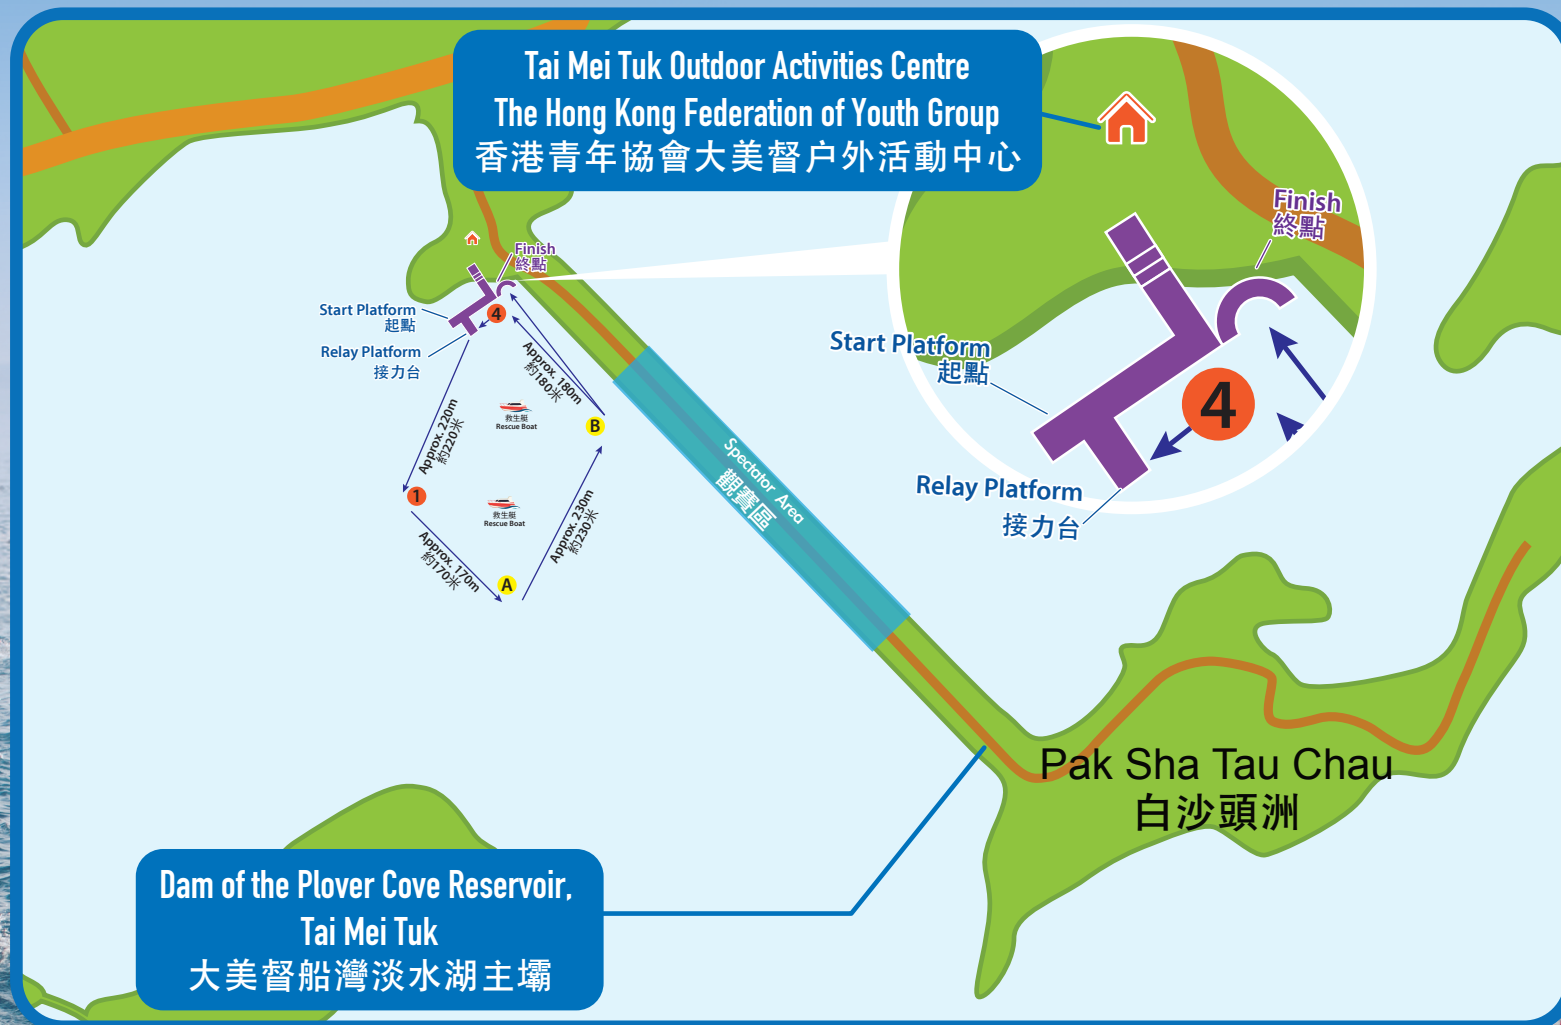 Tai Mei Tuk Outdoor Activities Centre
The Hong Kong Federation of Youth Group
香港青年協會大美督户外活動中心
Finish
終點
Start Platform
起點
4
Relay Platform
接力台
Finish
終點
Start Platform
起點
4
Relay Platform
接力台
Approx. 180m
約180米
Approx. 220m
約220米
救生艇
Rescue Boat
B
1
救生艇
Rescue Boat
Approx. 230m
約230米
Approx. 170m
約170米
A
Spectator Area
觀賽區
Pak Sha Tau Chau
白沙頭洲
Dam of the Plover Cove Reservoir,
Tai Mei Tuk
大美督船灣淡水湖主壩